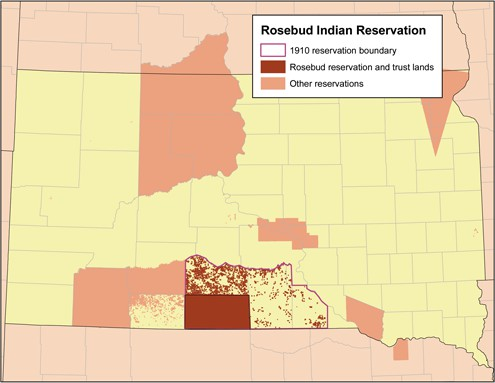 Rosebud Indian Reservation
1910 reservation boundary
Rosebud reservation and trust lands
Other reservations